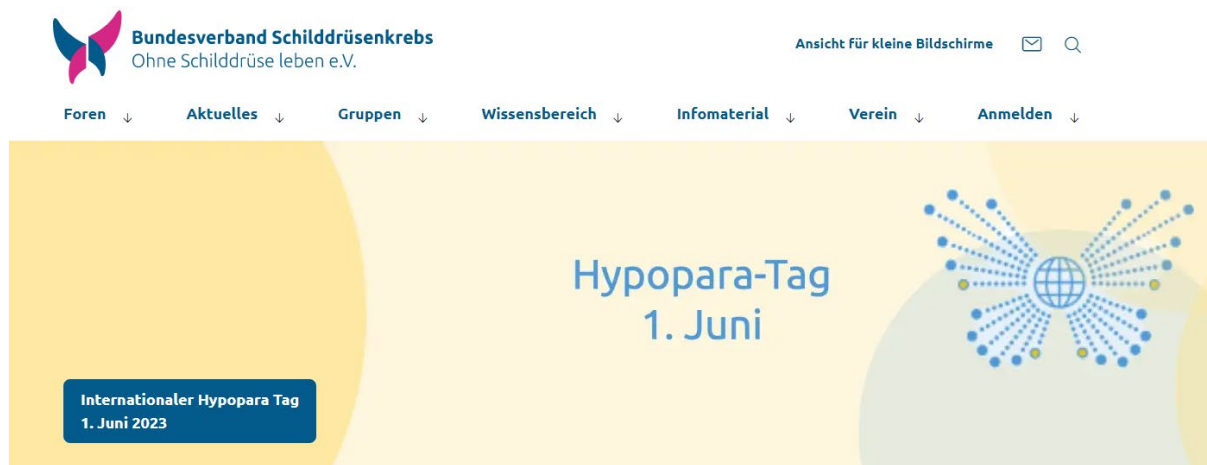 Bundesverband Schilddrüsenkrebs
Ohne Schilddrüse leben e.V.
Ansicht für kleine Bildschirme
Foren ↓ Aktuelles ↓ Gruppen ↓ Wissensbereich ↓ Infomaterial ↓ Verein ↓ Anmelden ↓
Hypopara-Tag
1. Juni
Internationaler Hypopara Tag
1. Juni 2023